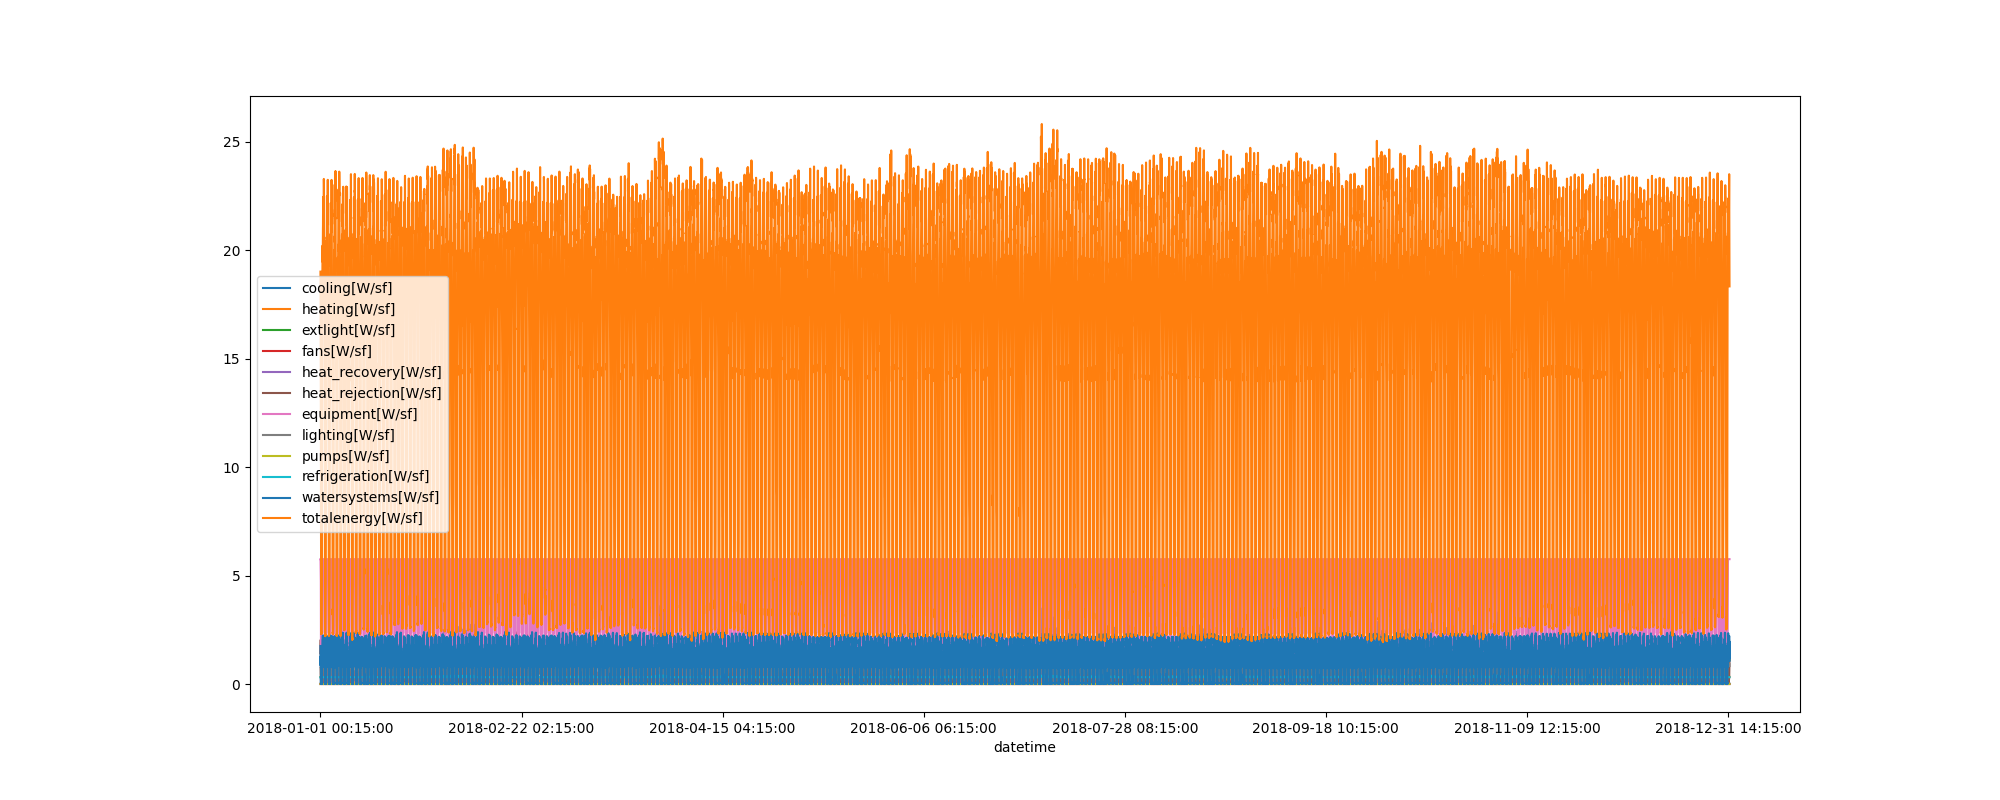 25
20
15
10
5
0
cooling[W/sf]
heating[W/sf]
extlight[W/sf]
fans[W/sf]
heat_recovery[W/sf]
heat_rejection[W/sf]
equipment[W/sf]
lighting[W/sf]
pumps[W/sf]
refrigeration[W/sf]
watersystems[W/sf]
totalenergy[W/sf]
2018-01-01 00:15:00 2018-02-22 02:15:00 2018-04-15 04:15:00 2018-06-06 06:15:00 2018-07-28 08:15:00 2018-09-18 10:15:00 2018-11-09 12:15:00 2018-12-31 14:15:00
datetime